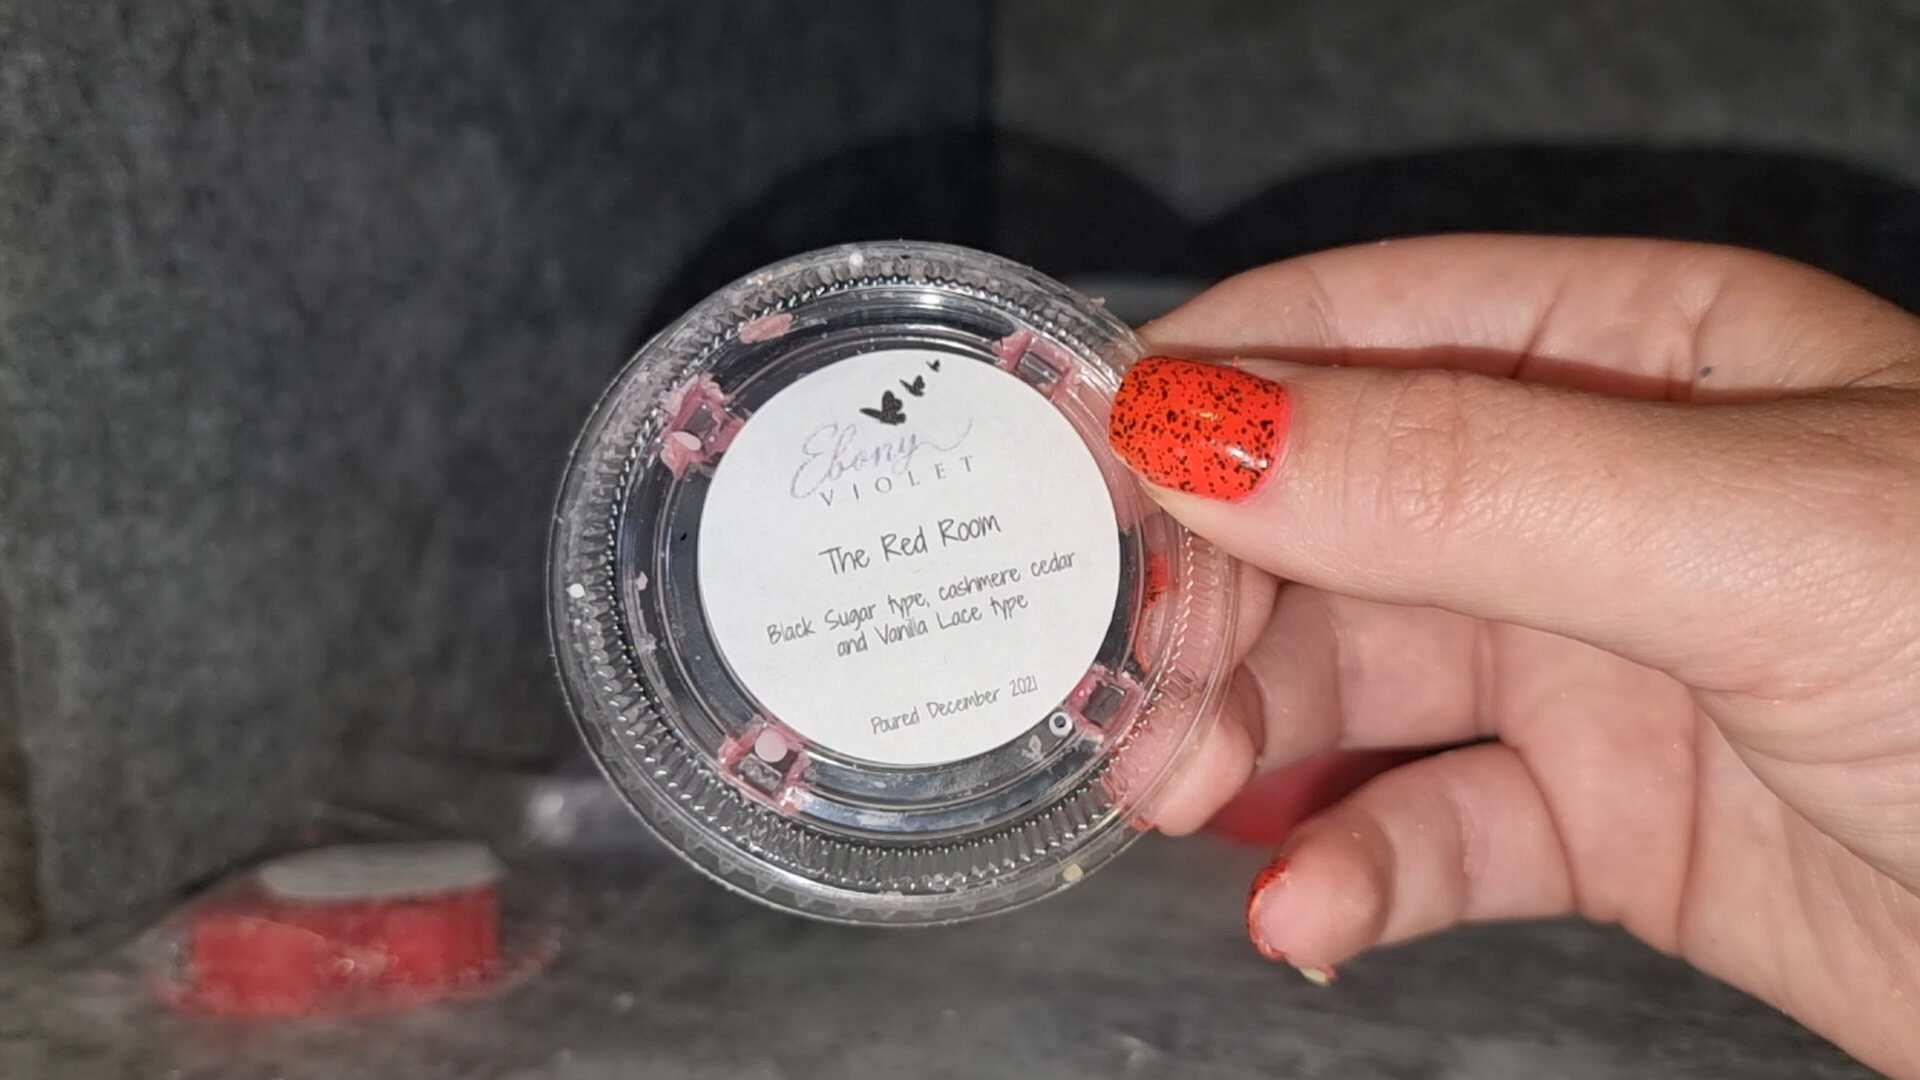 Ebony
VIOLET
The Red Room
Black Sugar type, cashmere cedar
and Vanilla Lace type
Poured December 2021